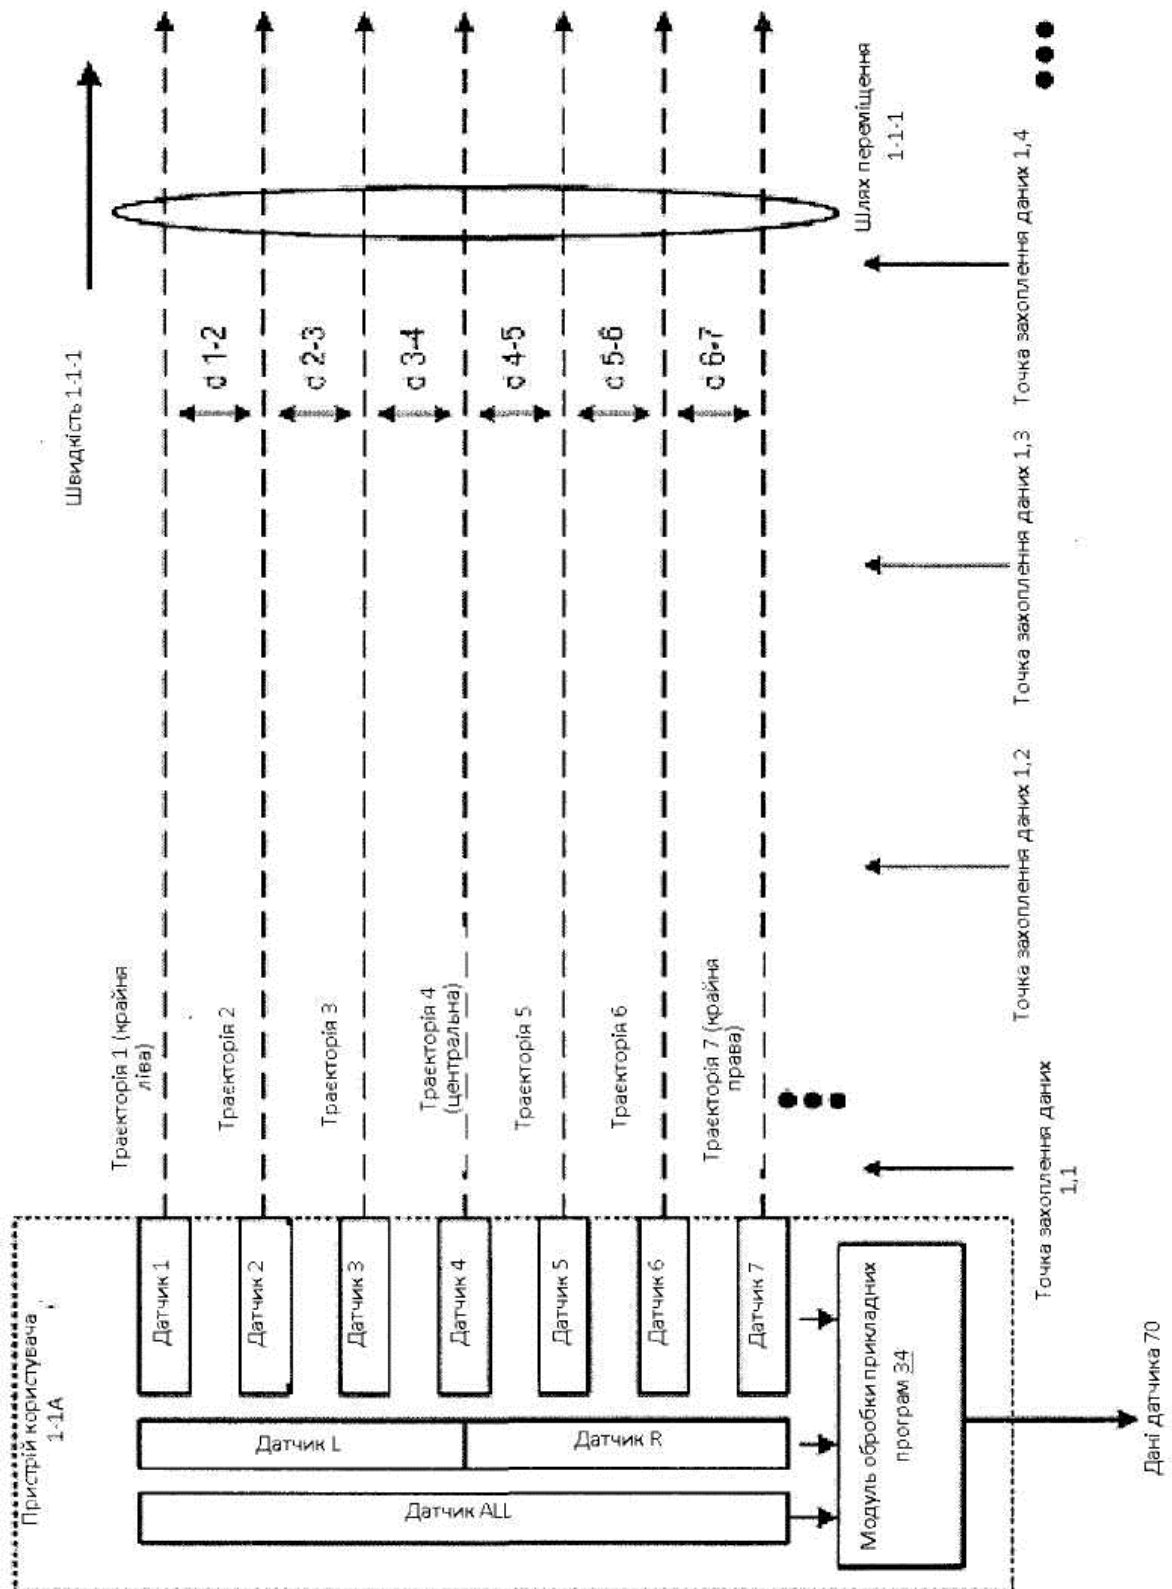 Пристрій користувача
1-1A
Датчик ALL
Датчик L
Датчик R
Датчик 1
Датчик 2
Датчик 3
Датчик 4
Датчик 5
Датчик 6
Датчик 7
Модуль обробки прикладних
програм 34
Дані датчика 70
Траєкторія 1 (крайня
ліва)
Траєкторія 2
Траєкторія 3
Траєкторія 4
(центральна)
Траєкторія 5
Траєкторія 6
Траєкторія 7 (крайня
права)
Швидкість 1-1-1
d 1-2
d 2-3
d 3-4
d 4-5
d 5-6
d 6-7
Шлях переміщення
1-1-1
Точка захоплення даних
1,1
Точка захоплення даних 1,2
Точка захоплення даних 1,3
Точка захоплення даних 1,4